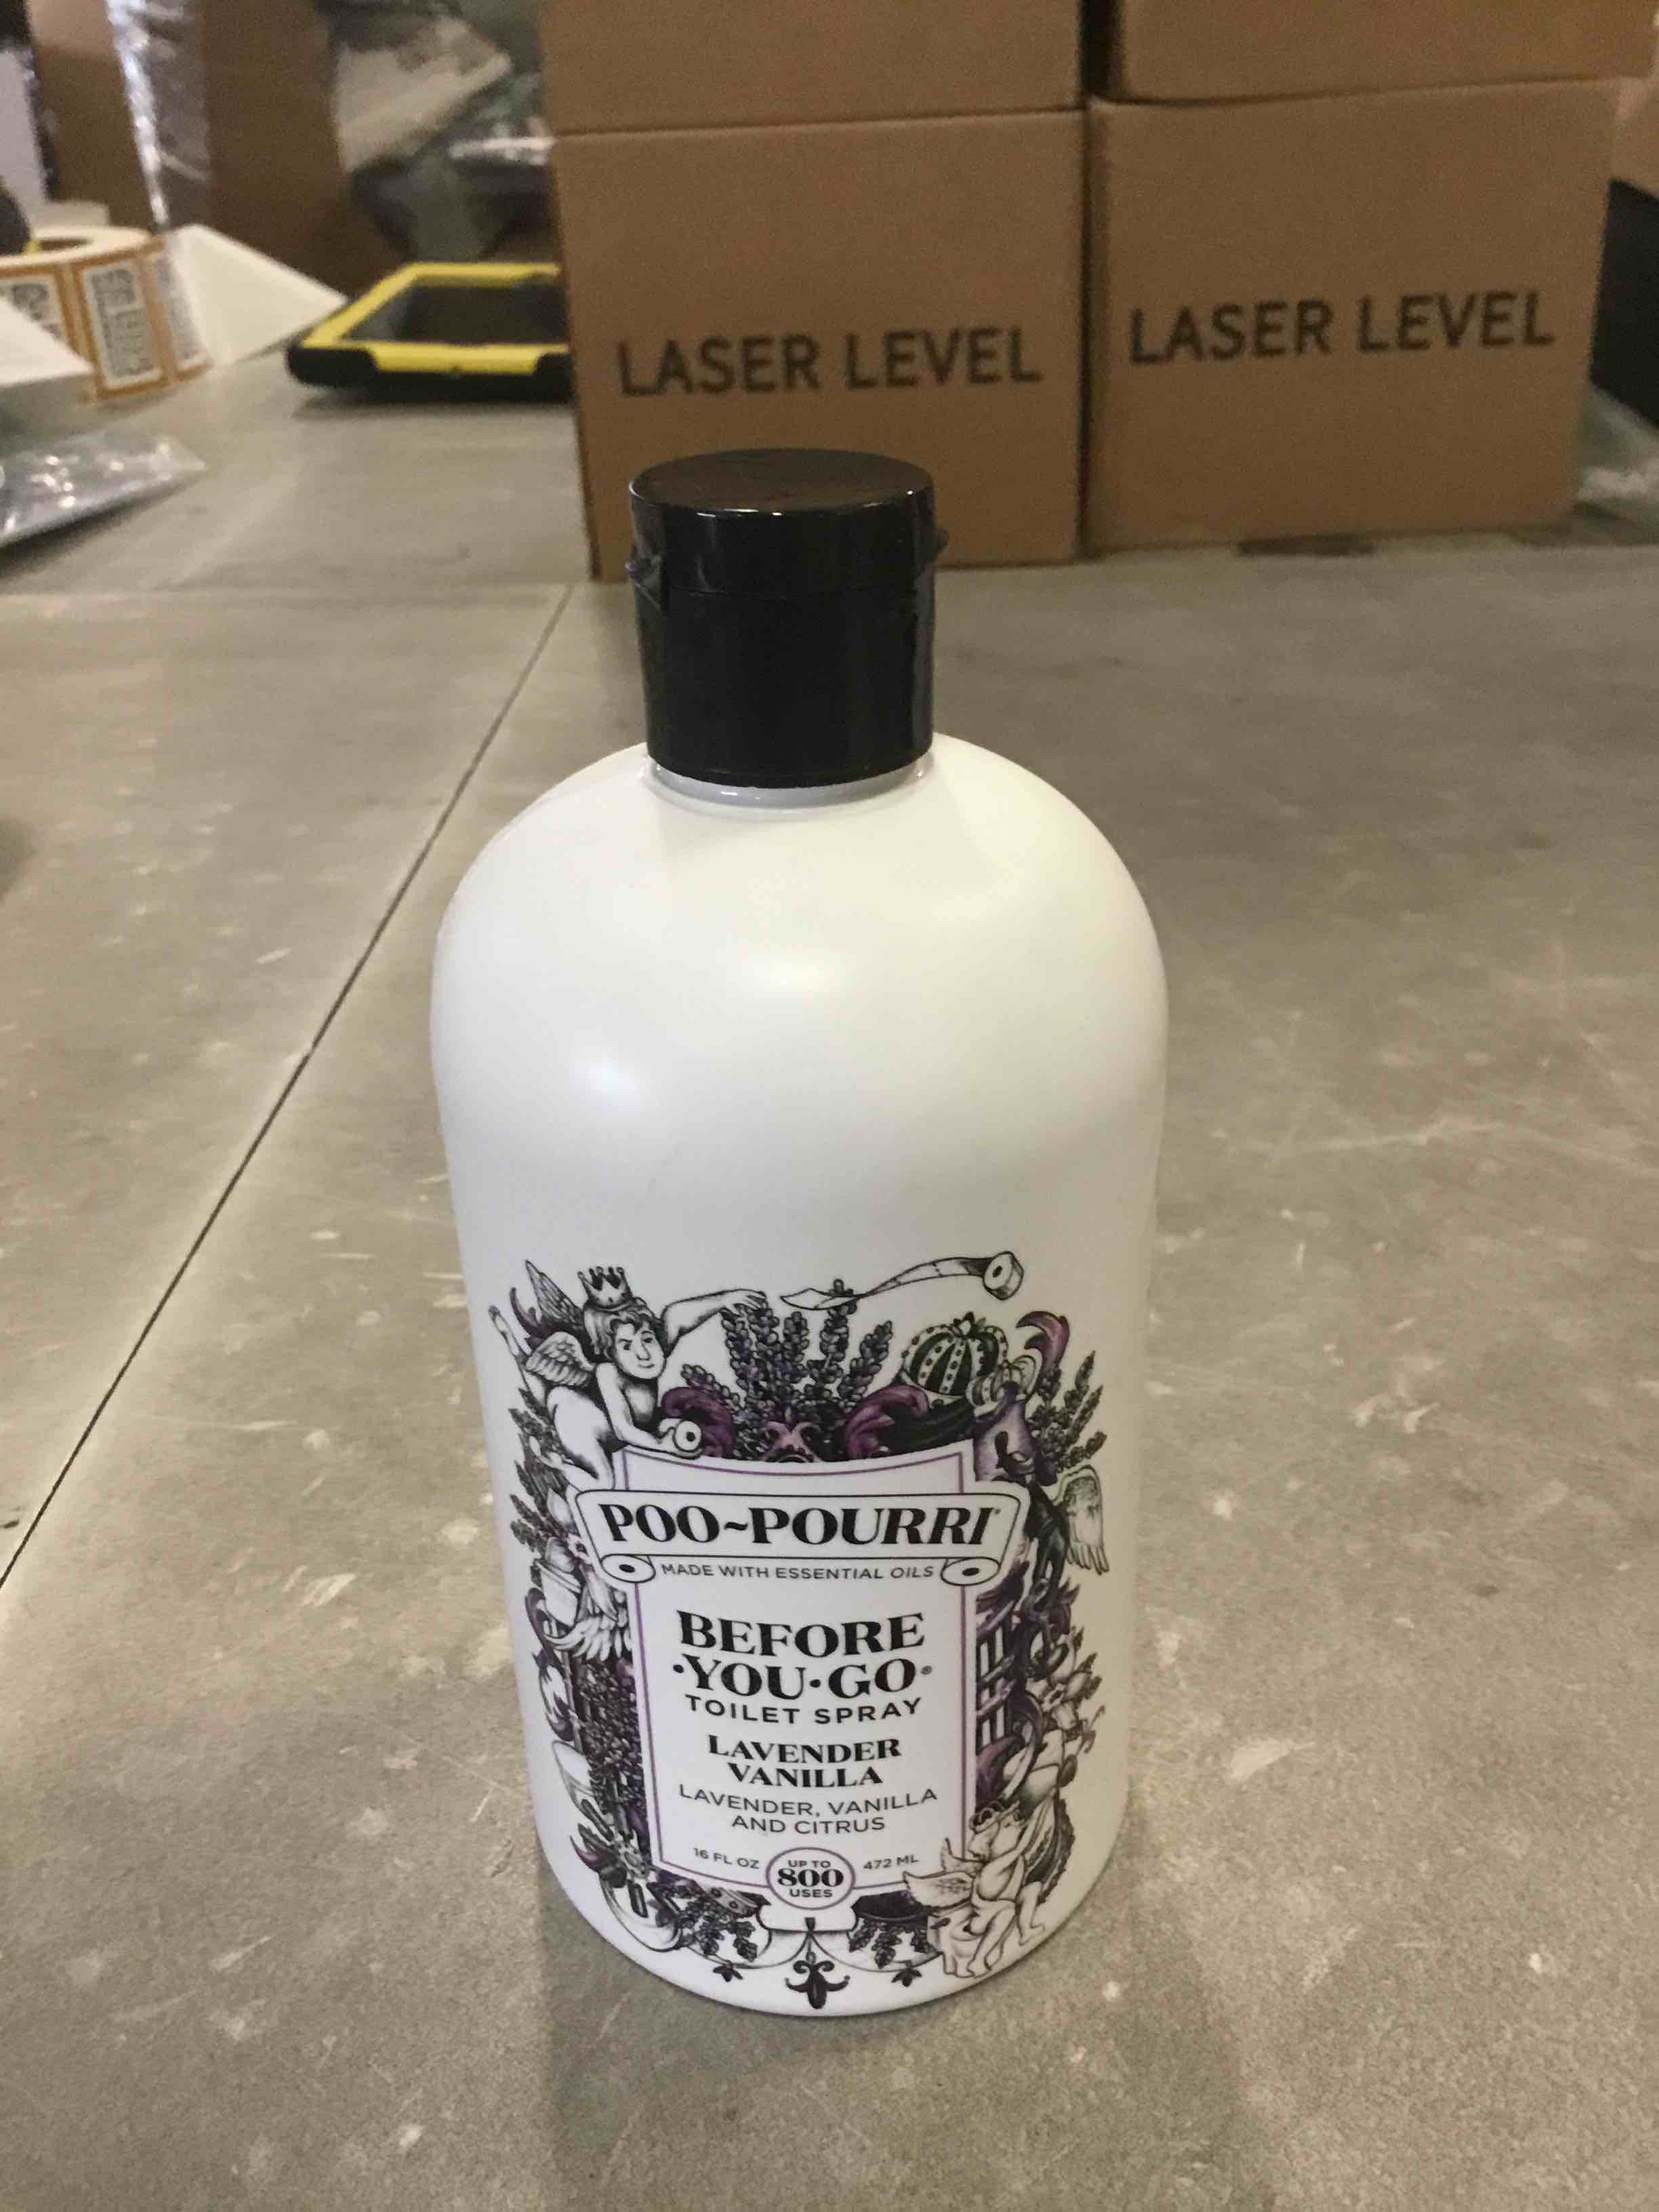 LASER LEVEL
LASER LEVEL
POO~POURRI
MADE WITH ESSENTIAL OILS
BEFORE
·YOU·GO®
TOILET SPRAY
LAVENDER
VANILLA
LAVENDER, VANILLA
AND CITRUS
16 FL OZ
UP TO
800
USES
472 ML